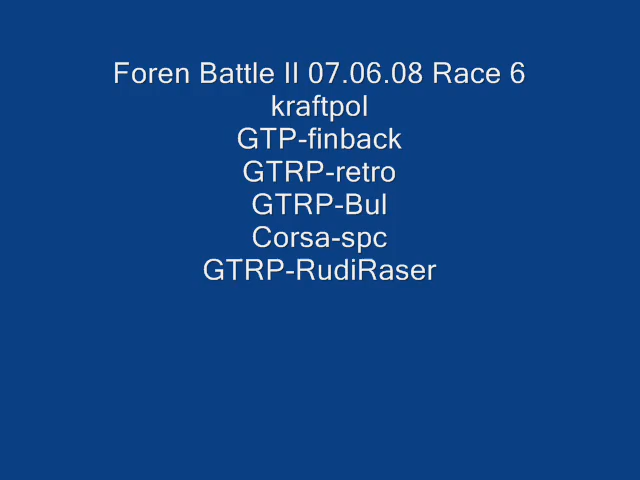 Foren Battle II 07.06.08 Race 6
kraftpol
GTP-finback
GTRP-retro
GTRP-Bul
Corsa-spc
GTRP-RudiRaser